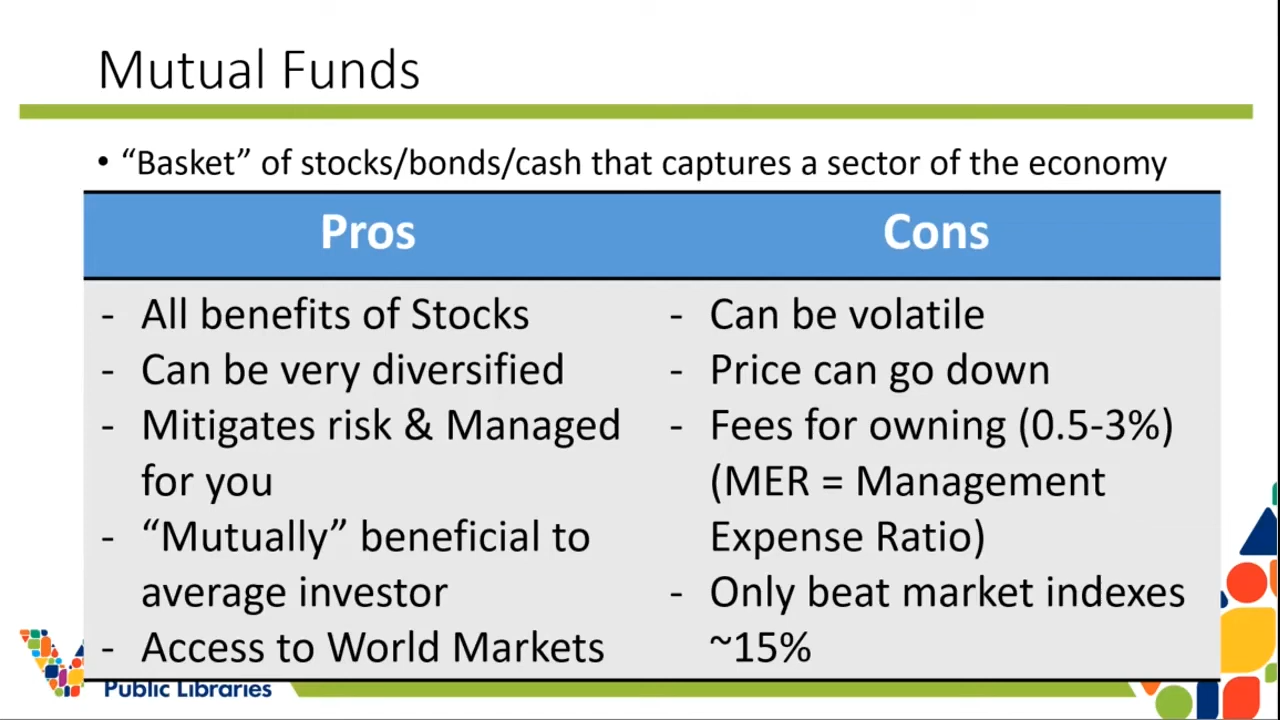 Mutual Funds
• “Basket” of stocks/bonds/cash that captures a sector of the economy
Pros
- All benefits of Stocks
- Can be very diversified
- Mitigates risk & Managed
for you
- “Mutually” beneficial to
average investor
- Access to World Markets
Cons
- Can be volatile
- Price can go down
- Fees for owning (0.5-3%)
(MER = Management
Expense Ratio)
- Only beat market indexes
~15%
Public Libraries